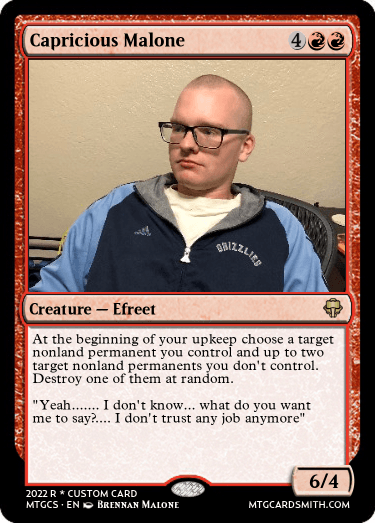 Capricious Malone 4
GRIZZLIES
Creature — Efreet
At the beginning of your upkeep choose a target
nonland permanent you control and up to two
target nonland permanents you don't control.
Destroy one of them at random.
"Yeah....... I don't know... what do you want
me to say?.... I don't trust any job anymore"
6/4
2022 R * CUSTOM CARD
MTGCS · EN BRENNAN MALONE
MTGCARDSMITH.COM